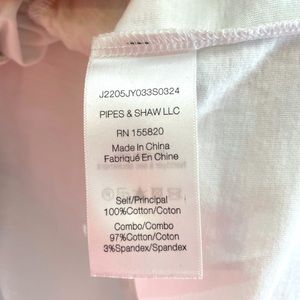 J2205JY033S0324
PIPES & SHAW LLC
RN 155820
Made In China
Fabriqué En Chine
Self/Principal
100%Cotton/Coton
Combo/Combo
97%Cotton/Coton
3%Spandex/Spandex